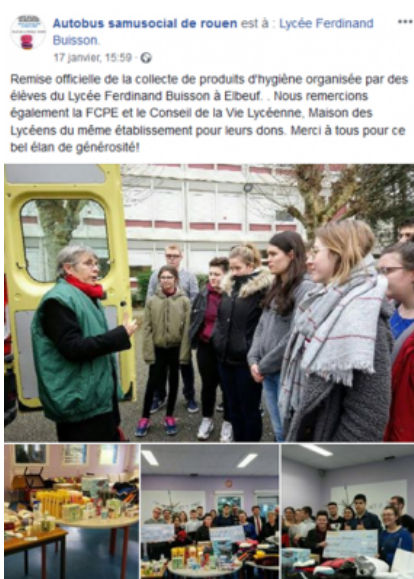 Autobus samusocial de rouen est à : Lycée Ferdinand
Buisson.
17 janvier, 15:59 ·
Remise officielle de la collecte de produits d'hygiène organisée par des
élèves du Lycée Ferdinand Buisson à Elbeuf. . Nous remercions
également la FCPE et le Conseil de la Vie Lycéenne, Maison des
Lycéens du même établissement pour leurs dons. Merci à tous pour ce
bel élan de générosité!